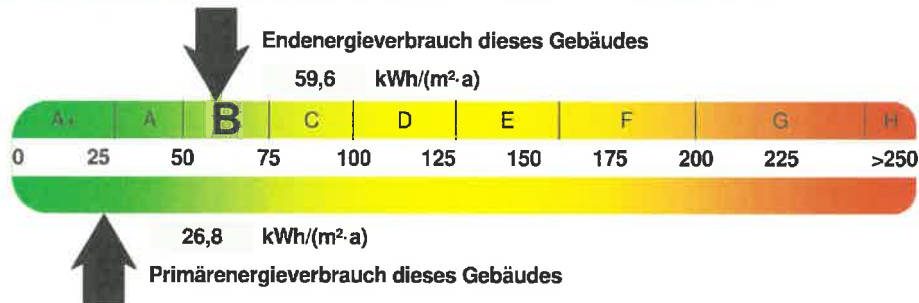 Endenergieverbrauch dieses Gebäudes
59,6 kWh/(m²·a)
A+ A B C D E F G H
0 25 50 75 100 125 150 175 200 225 >250
26,8 kWh/(m²·a)
Primärenergieverbrauch dieses Gebäudes